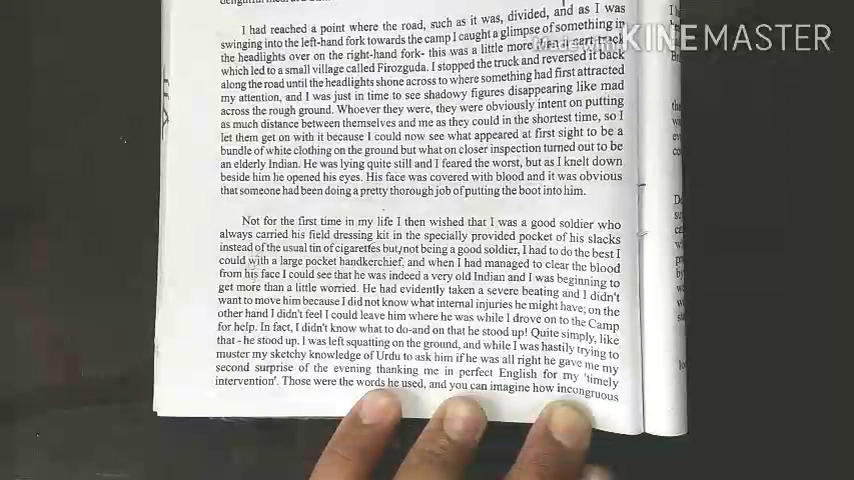 I had reached a point where the road, such as it was, divided, and as I was
swinging into the left-hand fork towards the camp I caught a glimpse of something in
the headlights over on the right-hand fork- this was a little more
which led to a small village called Firozguda. I stopped the truck and reversed it back
along the road until the headlights shone across to where something had first attracted
my attention, and I was just in time to see shadowy figures disappearing like mad
across the rough ground. Whoever they were, they were obviously intent on putting
as much distance between themselves and me as they could in the shortest time, so I
let them get on with it because I could now see what appeared at first sight to be a
bundle of white clothing on the ground but what on closer inspection turned out to be
an elderly Indian. He was lying quite still and I feared the worst, but as I knelt down
beside him he opened his eyes. His face was covered with blood and it was obvious
that someone had been doing a pretty thorough job of putting the boot into him.
Not for the first time in my life I then wished that I was a good soldier who
always carried his field dressing kit in the specially provided pocket of his slacks
instead of the usual tin of cigarettes but, not being a good soldier, I had to do the best I
could with a large pocket handkerchief, and when I had managed to clear the blood
from his face I could see that he was indeed a very old Indian and I was beginning to
get more than a little worried. He had evidently taken a severe beating and I didn't
want to move him because I did not know what internal injuries he might have; on the
other hand I didn't feel I could leave him where he was while I drove on to the Camp
for help. In fact, I didn't know what to do-and on that he stood up! Quite simply, like
that - he stood up. I was left squatting on the ground, and while I was hastily trying to
muster my sketchy knowledge of Urdu to ask him if he was all right he gave me my
second surprise of the evening thanking me in perfect English for my 'timely
intervention'. Those were the words he used, and you can imagine how incongruous
Made with KINEMASTER